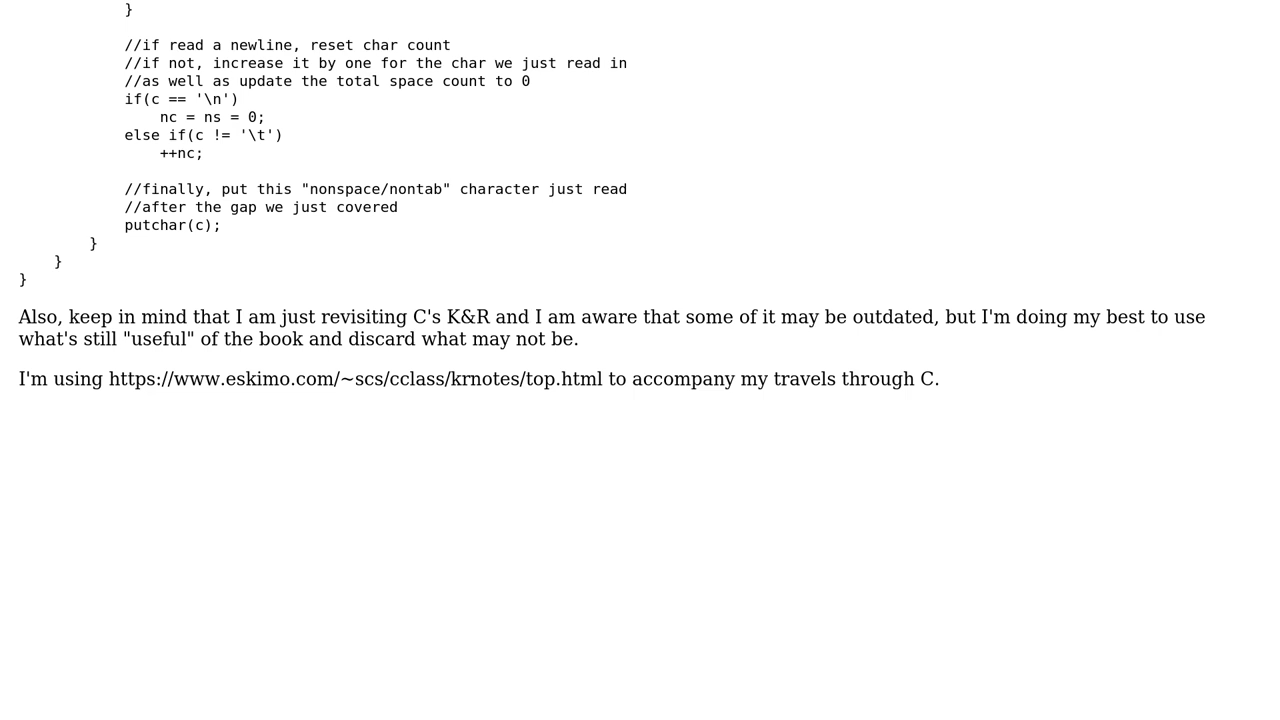 }
//if read a newline, reset char count
//if not, increase it by one for the char we just read in
//as well as update the total space count to 0
if(c == '\n')
nc = ns = 0;
else if(c != '\t')
++nc;
//finally, put this "nonspace/nontab" character just read
//after the gap we just covered
putchar(c);
}
}
}
Also, keep in mind that I am just revisiting C's K&R and I am aware that some of it may be outdated, but I'm doing my best to use
what's still "useful" of the book and discard what may not be.
I'm using https://www.eskimo.com/~scs/cclass/krnotes/top.html to accompany my travels through C.